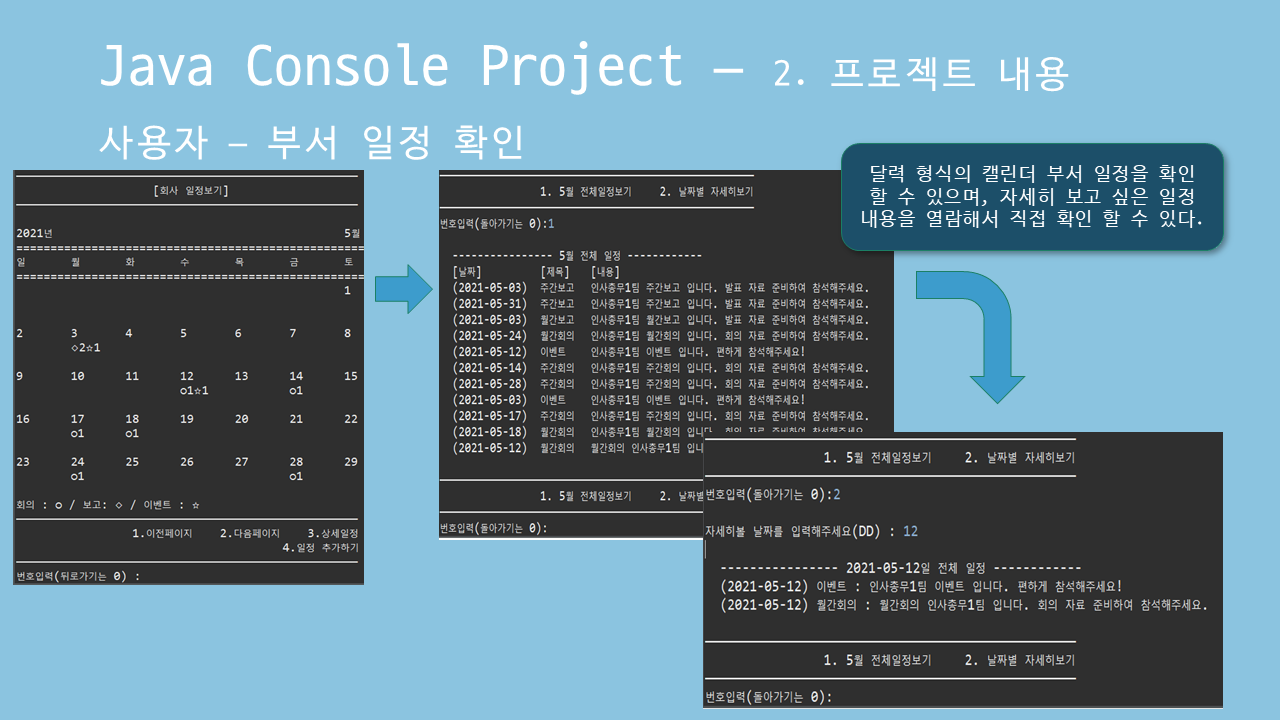 Java Console Project – 2. 프로젝트 내용
사용자 – 부서 일정 확인
달력 형식의 캘린더 부서 일정을 확인
할 수 있으며, 자세히 보고 싶은 일정
내용을 열람해서 직접 확인 할 수 있다.
[회사 일정보기]
2021년 5월
일 월 화 수 목 금 토
1
2 3 4 5 6 7 8
◇2☆1
9 10 11 12 13 14 15
○1☆1 ○1
16 17 18 19 20 21 22
○1 ○1
23 24 25 26 27 28 29
○1 ○1
회의 : ○ / 보고: ◇ / 이벤트 : ☆
1.이전페이지 2.다음페이지 3.상세일정
4.일정 추가하기
번호입력(뒤로가기는 0) :
1. 5월 전체일정보기 2. 날짜별 자세히보기
번호입력(돌아가기는 0):1
---------------- 5월 전체 일정 ------------
[날짜] [제목] [내용]
(2021-05-03) 주간보고 인사총무1팀 주간보고 입니다. 발표 자료 준비하여 참석해주세요.
(2021-05-31) 주간보고 인사총무1팀 주간보고 입니다. 발표 자료 준비하여 참석해주세요.
(2021-05-03) 월간보고 인사총무1팀 월간보고 입니다. 발표 자료 준비하여 참석해주세요.
(2021-05-24) 월간회의 인사총무1팀 월간회의 입니다. 회의 자료 준비하여 참석해주세요.
(2021-05-12) 이벤트 인사총무1팀 이벤트 입니다. 편하게 참석해주세요!
(2021-05-14) 주간회의 인사총무1팀 주간회의 입니다. 회의 자료 준비하여 참석해주세요.
(2021-05-28) 주간회의 인사총무1팀 주간회의 입니다. 회의 자료 준비하여 참석해주세요.
(2021-05-03) 이벤트 인사총무1팀 이벤트 입니다. 편하게 참석해주세요!
(2021-05-17) 주간회의 인사총무1팀 주간회의 입니다. 회의 자료 준비하여 참석해주세요.
(2021-05-18) 월간회의 인사총무1팀 월간회의 입니다. 회의 자료 준비하여 참석해주세요.
(2021-05-12) 월간회의 월간회의 인사총무1팀 입니
1. 5월 전체일정보기 2. 날짜별
번호입력(돌아가기는 0):
1. 5월 전체일정보기 2. 날짜별 자세히보기
번호입력(돌아가기는 0):2
자세히볼 날짜를 입력해주세요(DD) : 12
---------------- 2021-05-12일 전체 일정 ------------
(2021-05-12) 이벤트 : 인사총무1팀 이벤트 입니다. 편하게 참석해주세요!
(2021-05-12) 월간회의 : 월간회의 인사총무1팀 입니다. 회의 자료 준비하여 참석해주세요.
1. 5월 전체일정보기 2. 날짜별 자세히보기
번호입력(돌아가기는 0):